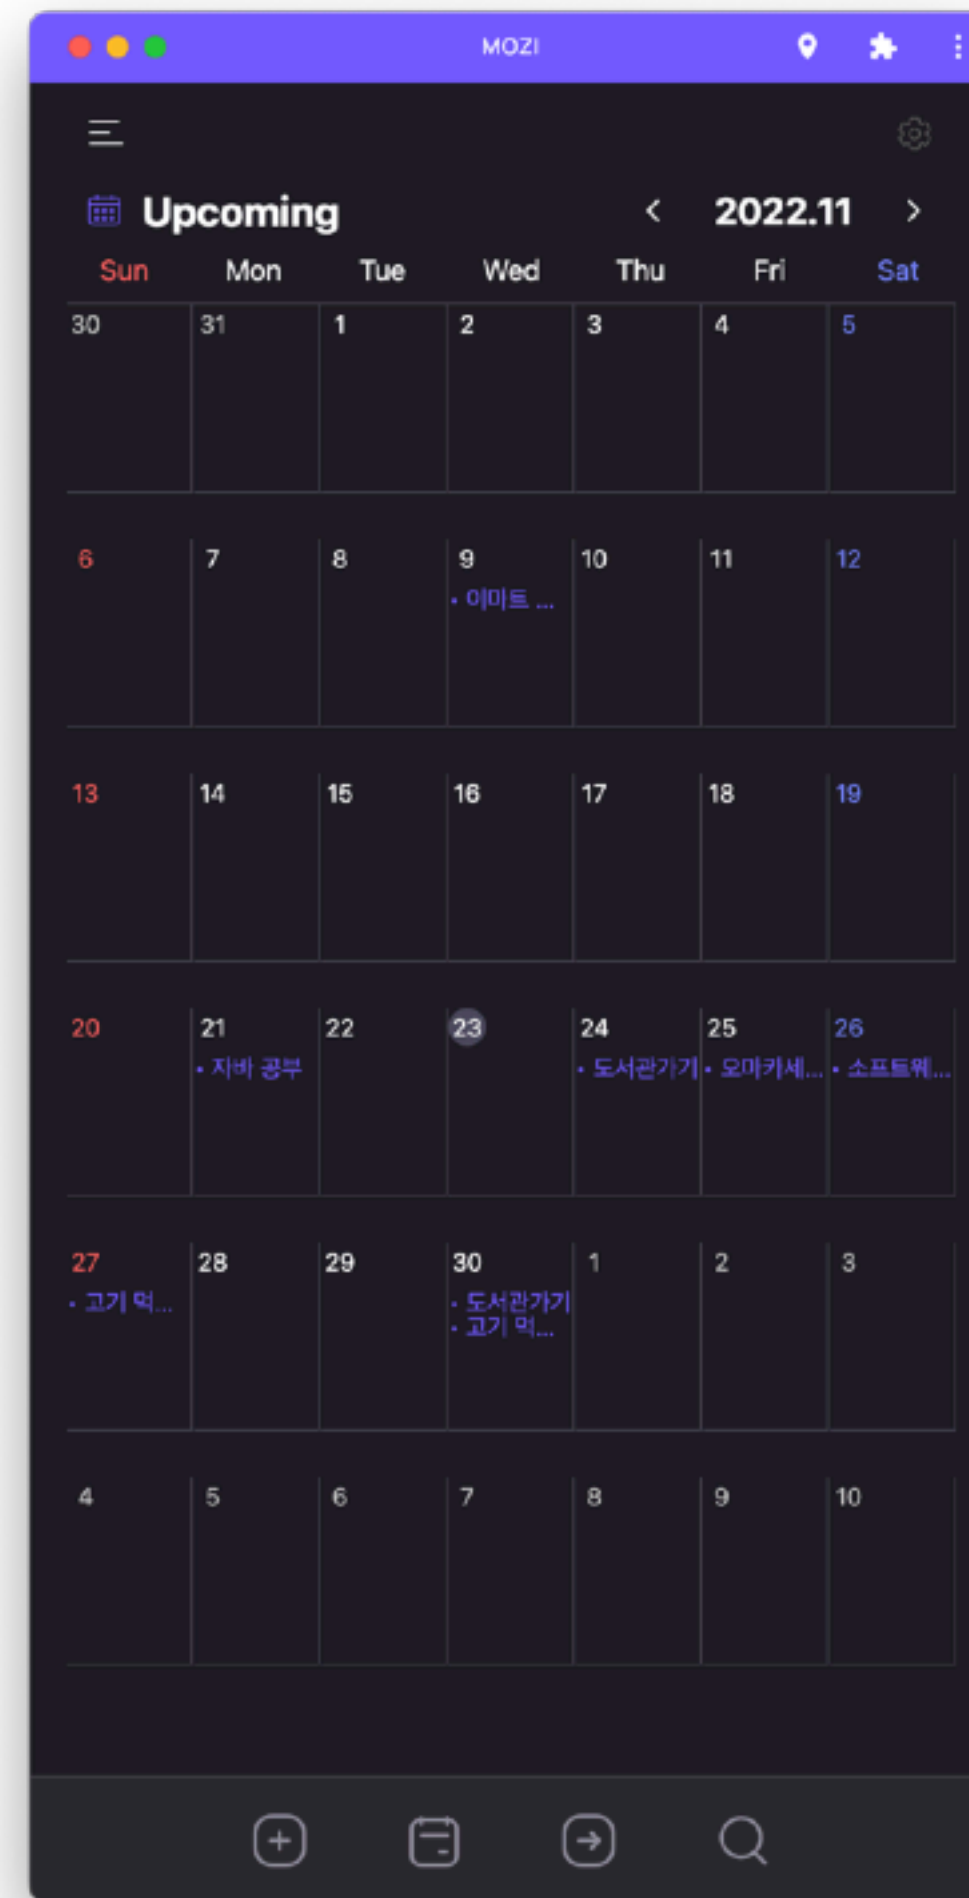 MOZI
Upcoming < 2022.11 >
Sun Mon Tue Wed Thu Fri Sat
30 31 1 2 3 4 5
6 7 8 9 10 11 12
• 이마트 ...
13 14 15 16 17 18 19
20 21 22 23 24 25 26
• 지바 공부 • 도서관가기 • 오마카세... • 소프트웨...
27 28 29 30 1 2 3
• 고기 먹... • 도서관가기
• 고기 먹...
4 5 6 7 8 9 10